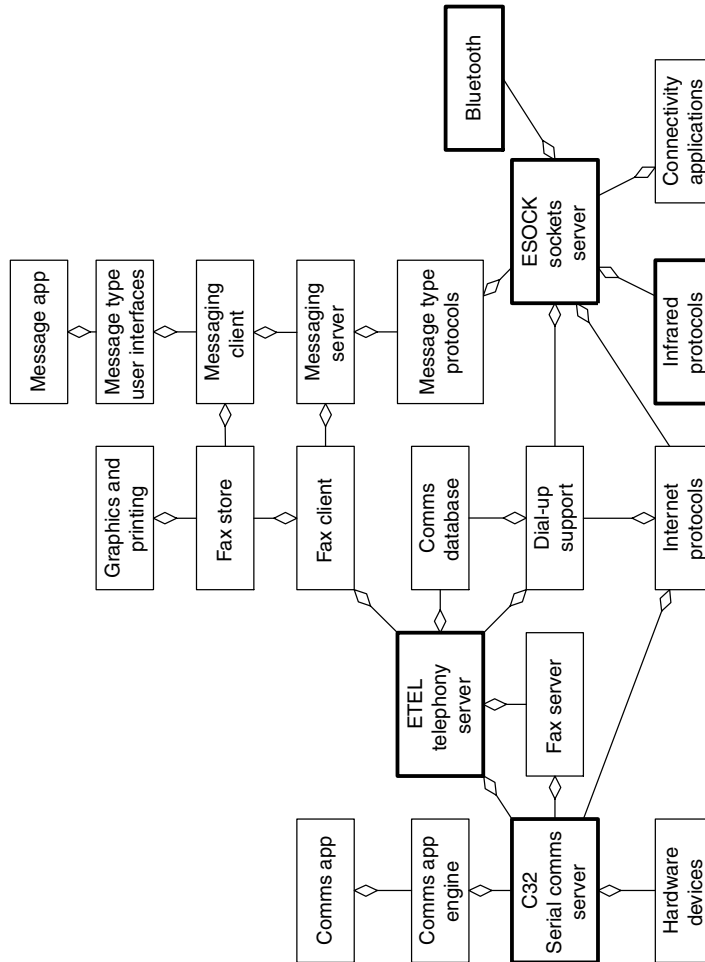 Message app
Message type
user interfaces
Messaging
client
Messaging
server
Message type
protocols
Bluetooth
ESOCK
sockets
server
Connectivity
applications
Infrared
protocols
Graphics and
printing
Fax store
Fax client
Comms
database
Dial-up
support
Internet
protocols
ETEL
telephony
server
Fax server
Comms app
Comms app
engine
C32
Serial comms
server
Hardware
devices